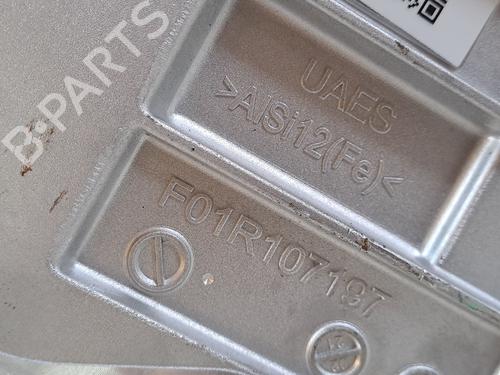 B-PARTS
UAES
>AlSi12(Fe)<
F01R107197